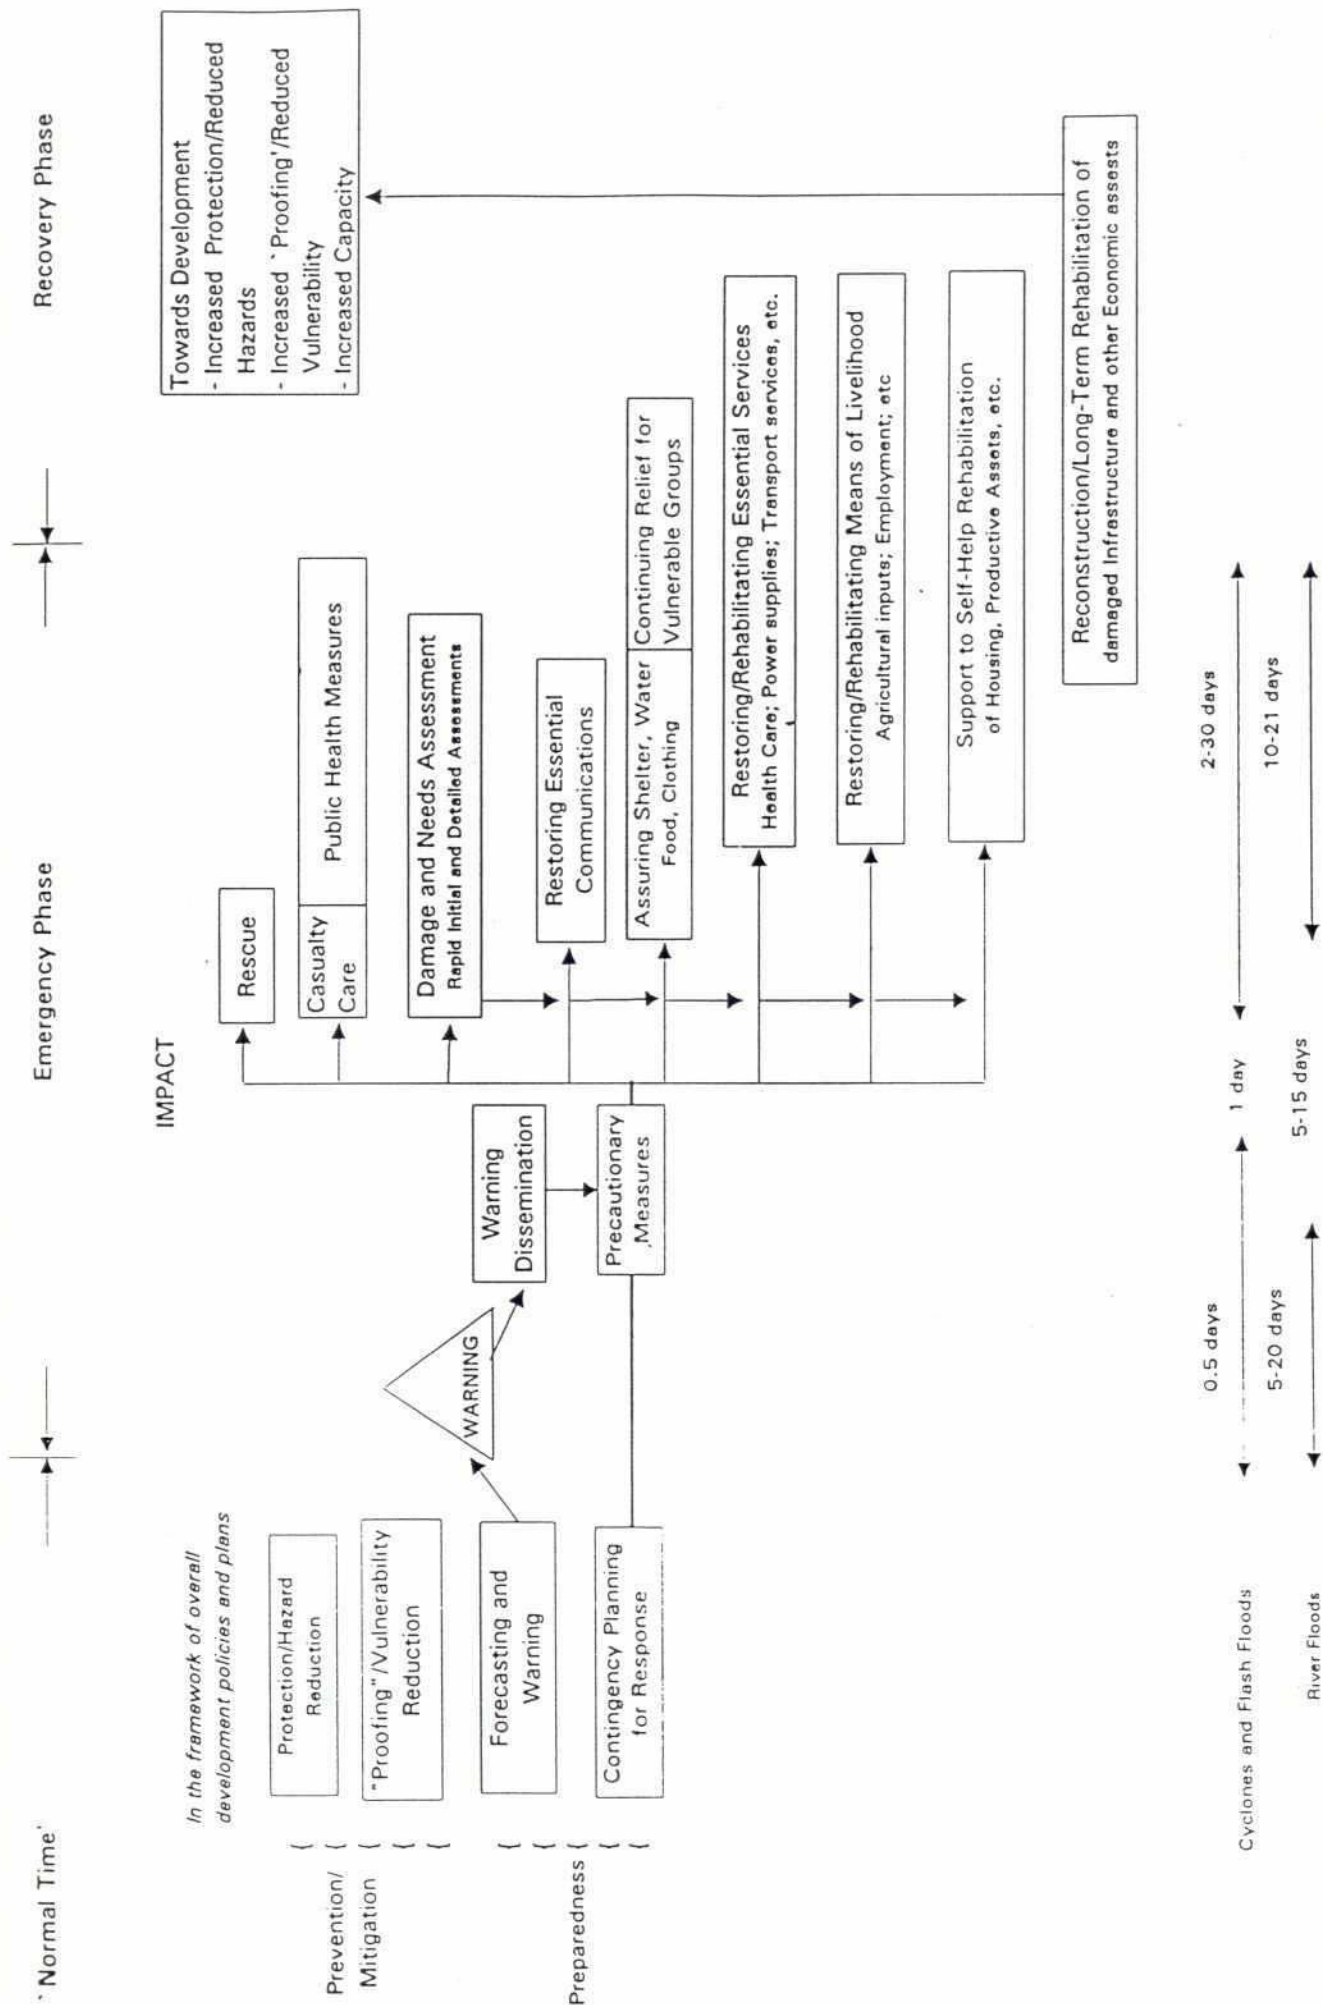 `Normal Time'
Emergency Phase
Recovery Phase
In the framework of overall
development policies and plans
Prevention/
Mitigation
{
{
{
{
{
Protection/Hazard
Reduction
"Proofing"/Vulnerability
Reduction
Preparedness
{
{
{
{
{
Forecasting and
Warning
Contingency Planning
for Response
WARNING
Warning
Dissemination
Precautionary
Measures
IMPACT
Rescue
Casualty
Care
Public Health Measures
Damage and Needs Assessment
Rapid Initial and Detailed Assessments
Restoring Essential
Communications
Assuring Shelter, Water
Food, Clothing
Continuing Relief for
Vulnerable Groups
Restoring/Rehabilitating Essential Services
Health Care; Power supplies; Transport services, etc.
Restoring/Rehabilitating Means of Livelihood
Agricultural inputs; Employment; etc
Support to Self-Help Rehabilitation
of Housing, Productive Assets, etc.
Reconstruction/Long-Term Rehabilitation of
damaged Infrastructure and other Economic assests
Towards Development
- Increased Protection/Reduced
Hazards
- Increased `Proofing'/Reduced
Vulnerability
- Increased Capacity
Cyclones and Flash Floods
0.5 days
1 day
2-30 days
River Floods
5-20 days
5-15 days
10-21 days